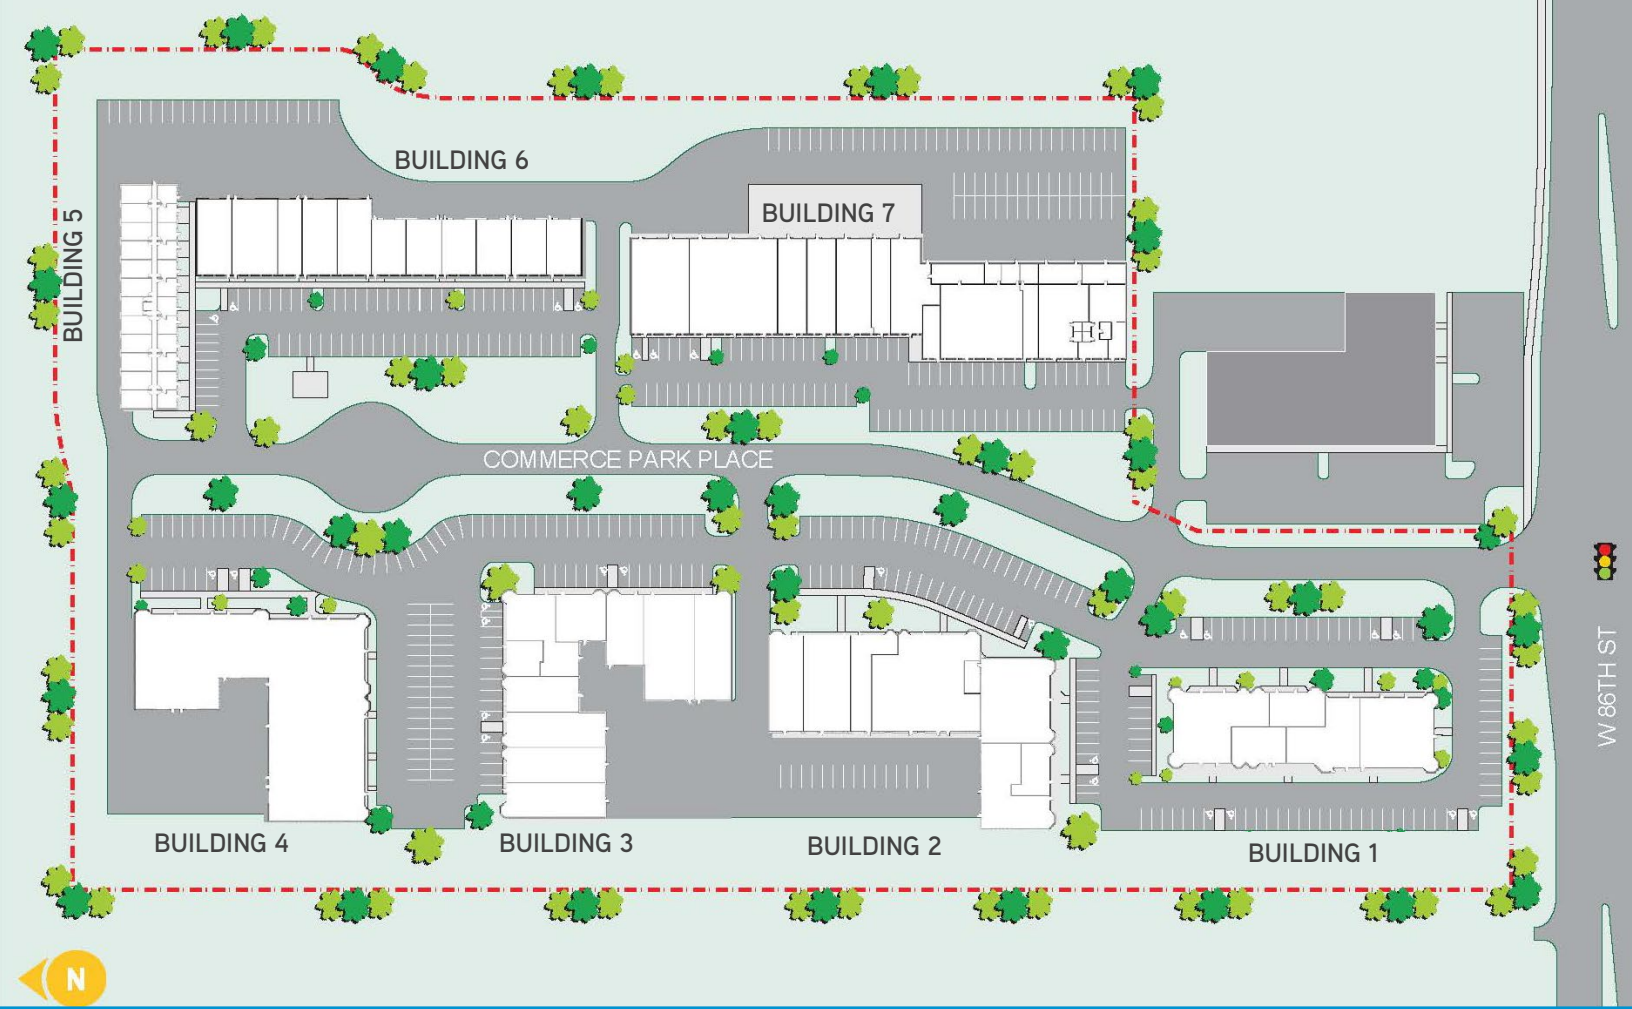 BUILDING 6
BUILDING 7
BUILDING 5
COMMERCE PARK PLACE
W 86TH ST
BUILDING 4
BUILDING 3
BUILDING 2
BUILDING 1
N